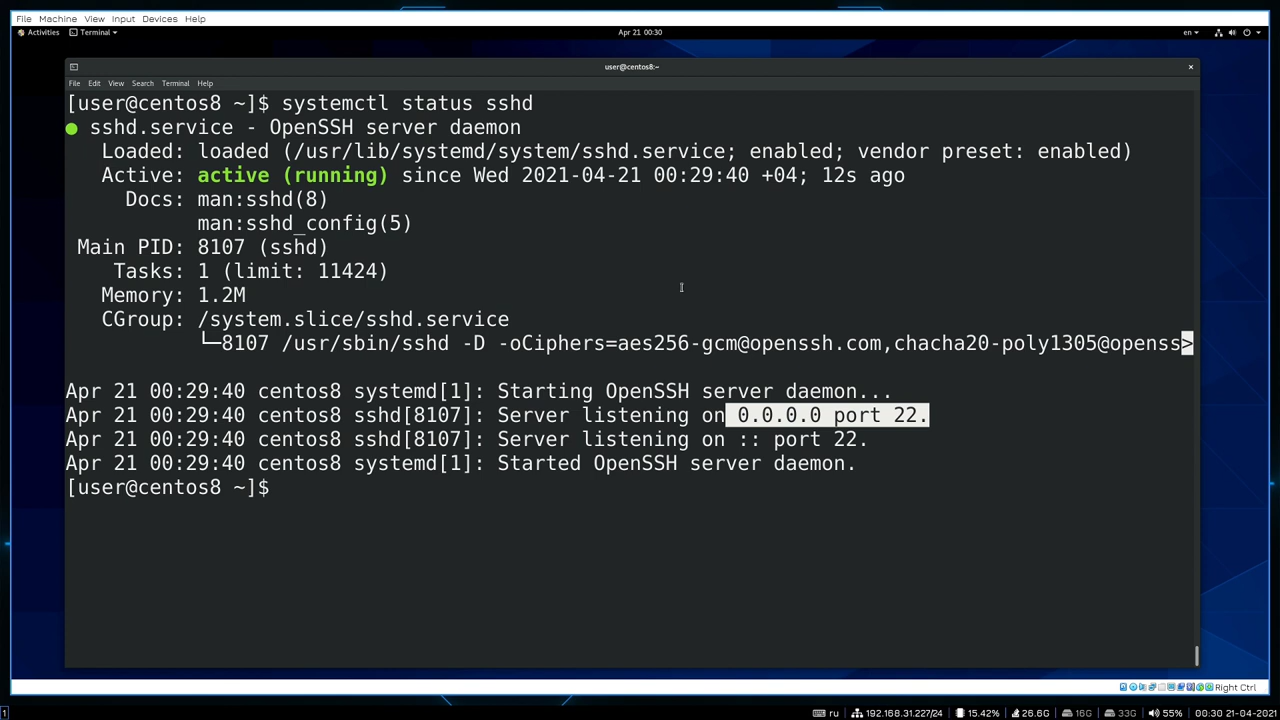 File Machine View Input Devices Help
Activities Terminal Apr 21 00:30 en
user@centos8:~
File Edit View Search Terminal Help
[user@centos8 ~]$ systemctl status sshd
● sshd.service - OpenSSH server daemon
Loaded: loaded (/usr/lib/systemd/system/sshd.service; enabled; vendor preset: enabled)
Active: active (running) since Wed 2021-04-21 00:29:40 +04; 12s ago
Docs: man:sshd(8)
man:sshd_config(5)
Main PID: 8107 (sshd)
Tasks: 1 (limit: 11424)
Memory: 1.2M
CGroup: /system.slice/sshd.service
└─8107 /usr/sbin/sshd -D -oCiphers=aes256-gcm@openssh.com,chacha20-poly1305@openss>
Apr 21 00:29:40 centos8 systemd[1]: Starting OpenSSH server daemon...
Apr 21 00:29:40 centos8 sshd[8107]: Server listening on 0.0.0.0 port 22.
Apr 21 00:29:40 centos8 sshd[8107]: Server listening on :: port 22.
Apr 21 00:29:40 centos8 systemd[1]: Started OpenSSH server daemon.
[user@centos8 ~]$
Right Ctrl
1 ru 192.168.31.227/24 15.42% 26.6G 16G 33G 55% 00:30 21-04-2021